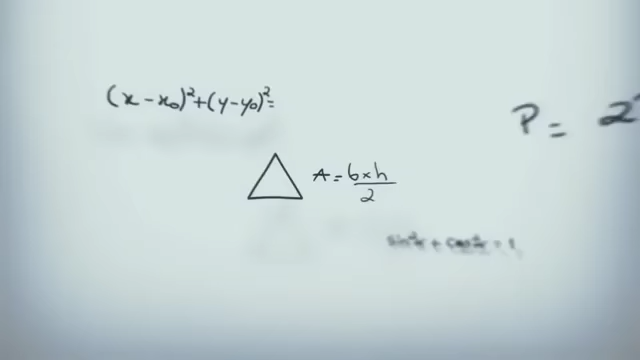 (x - x₀)² + (y - y₀)² =
P = 2
A = b x h / 2
sin²x + cos²x = 1